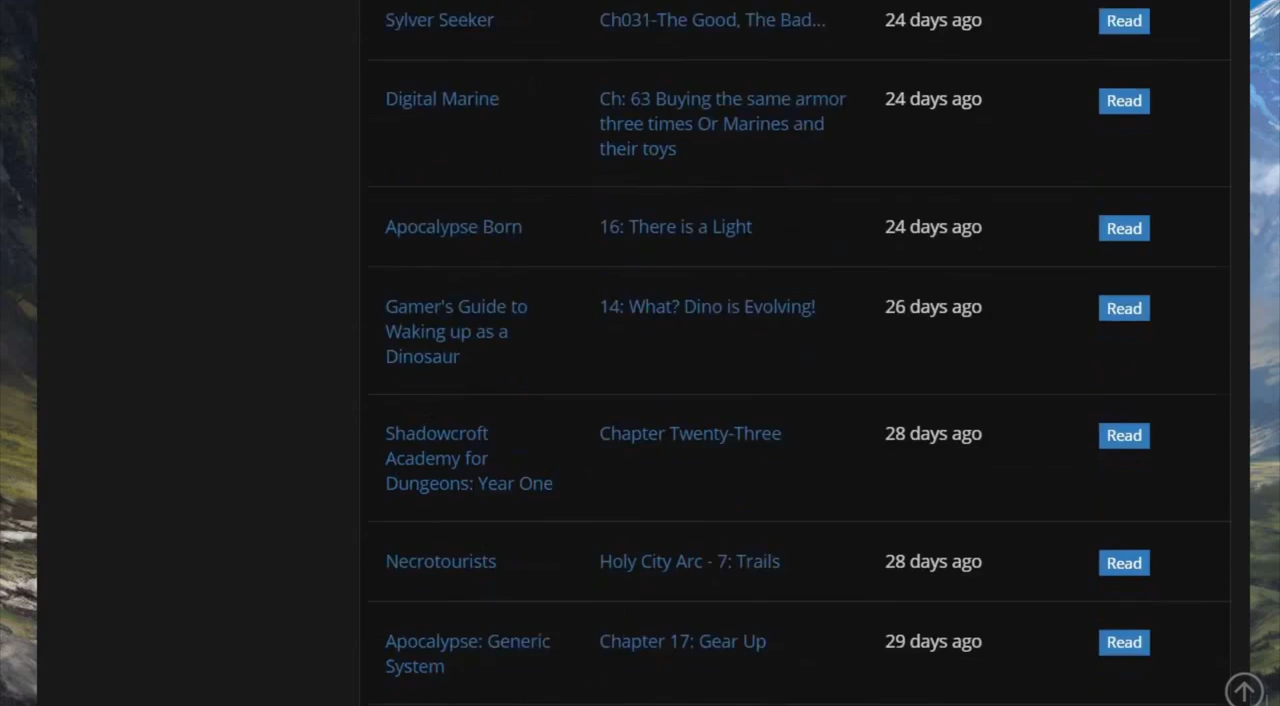 Sylver Seeker Ch031-The Good, The Bad... 24 days ago Read
Digital Marine Ch: 63 Buying the same armor 24 days ago Read
three times Or Marines and
their toys
Apocalypse Born 16: There is a Light 24 days ago Read
Gamer's Guide to 14: What? Dino is Evolving! 26 days ago Read
Waking up as a
Dinosaur
Shadowcroft Chapter Twenty-Three 28 days ago Read
Academy for
Dungeons: Year One
Necrotourists Holy City Arc - 7: Trails 28 days ago Read
Apocalypse: Generic Chapter 17: Gear Up 29 days ago Read
System